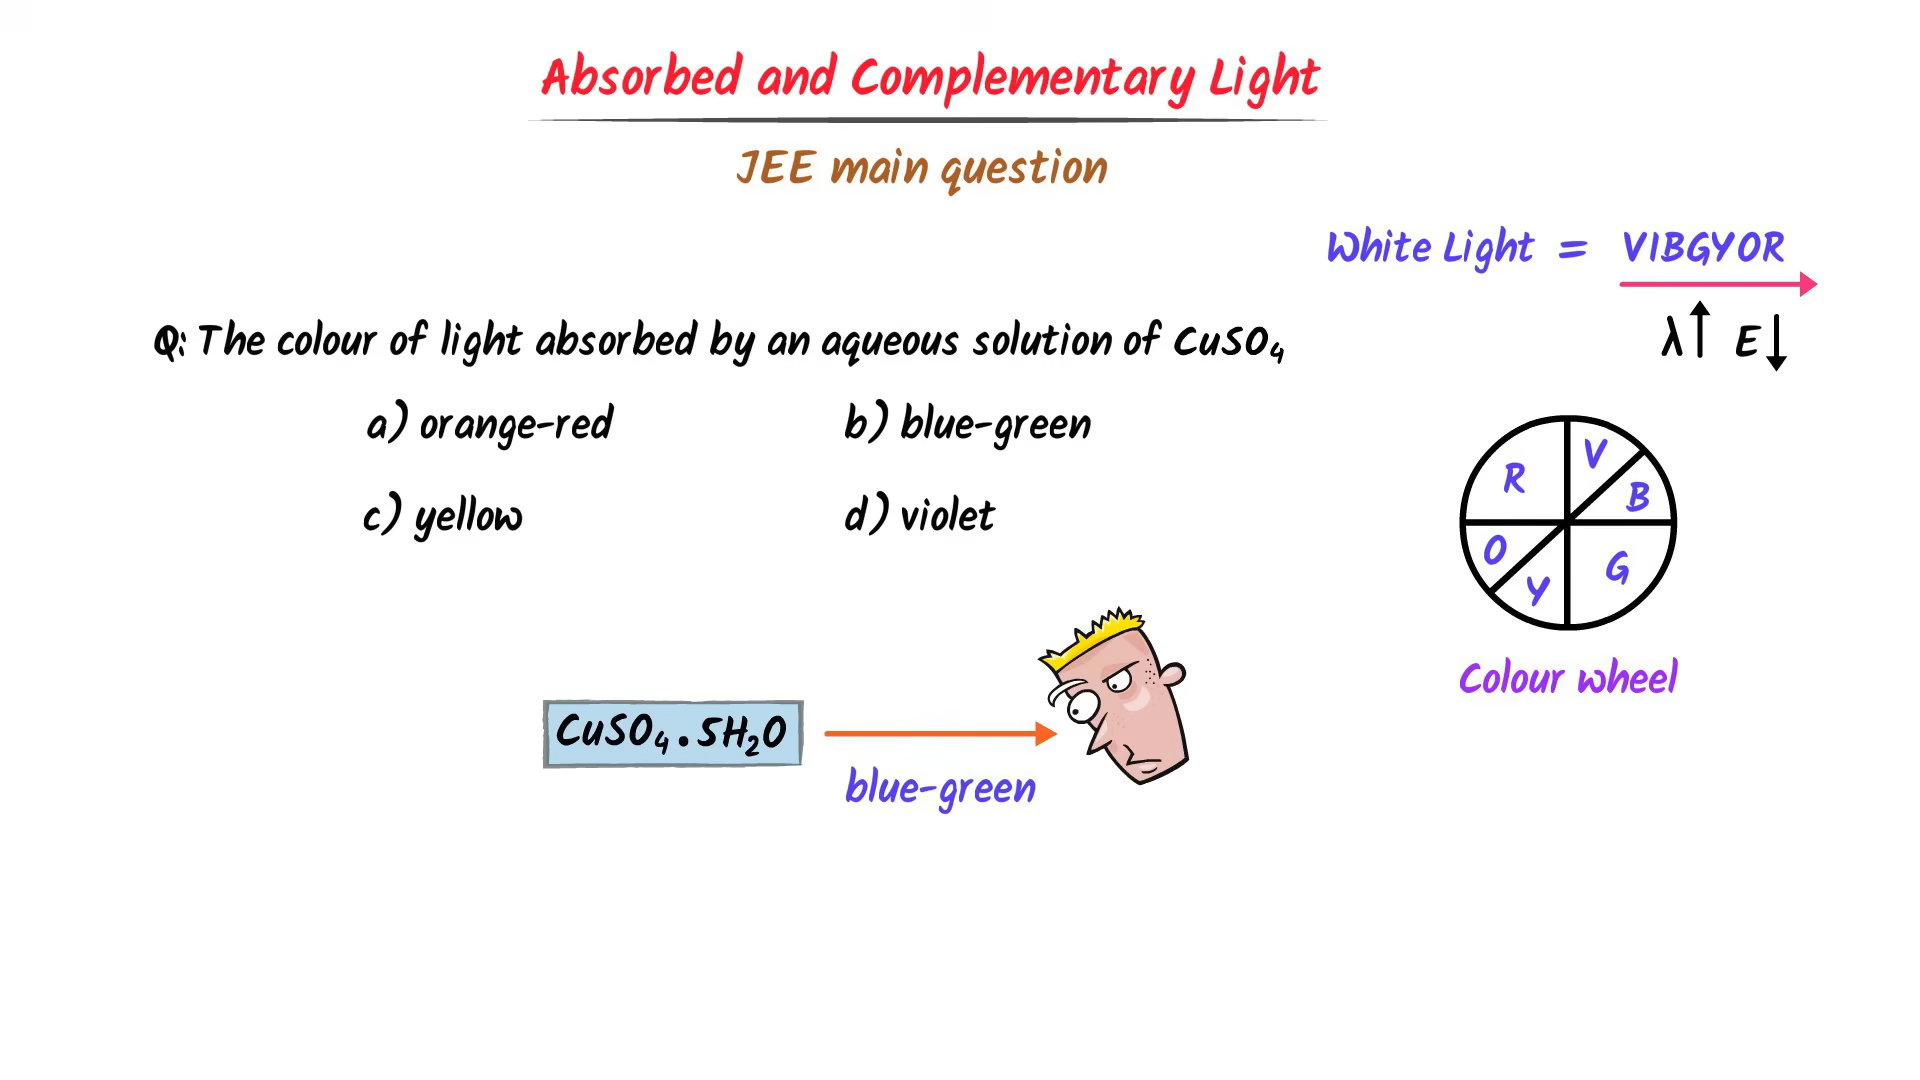 Absorbed and Complementary Light
JEE main question
White Light = VIBGYOR
λ↑ E↓
Q: The colour of light absorbed by an aqueous solution of CuSO₄
a) orange-red b) blue-green
c) yellow d) violet
R V B G Y O
Colour wheel
CuSO₄.5H₂O
blue-green